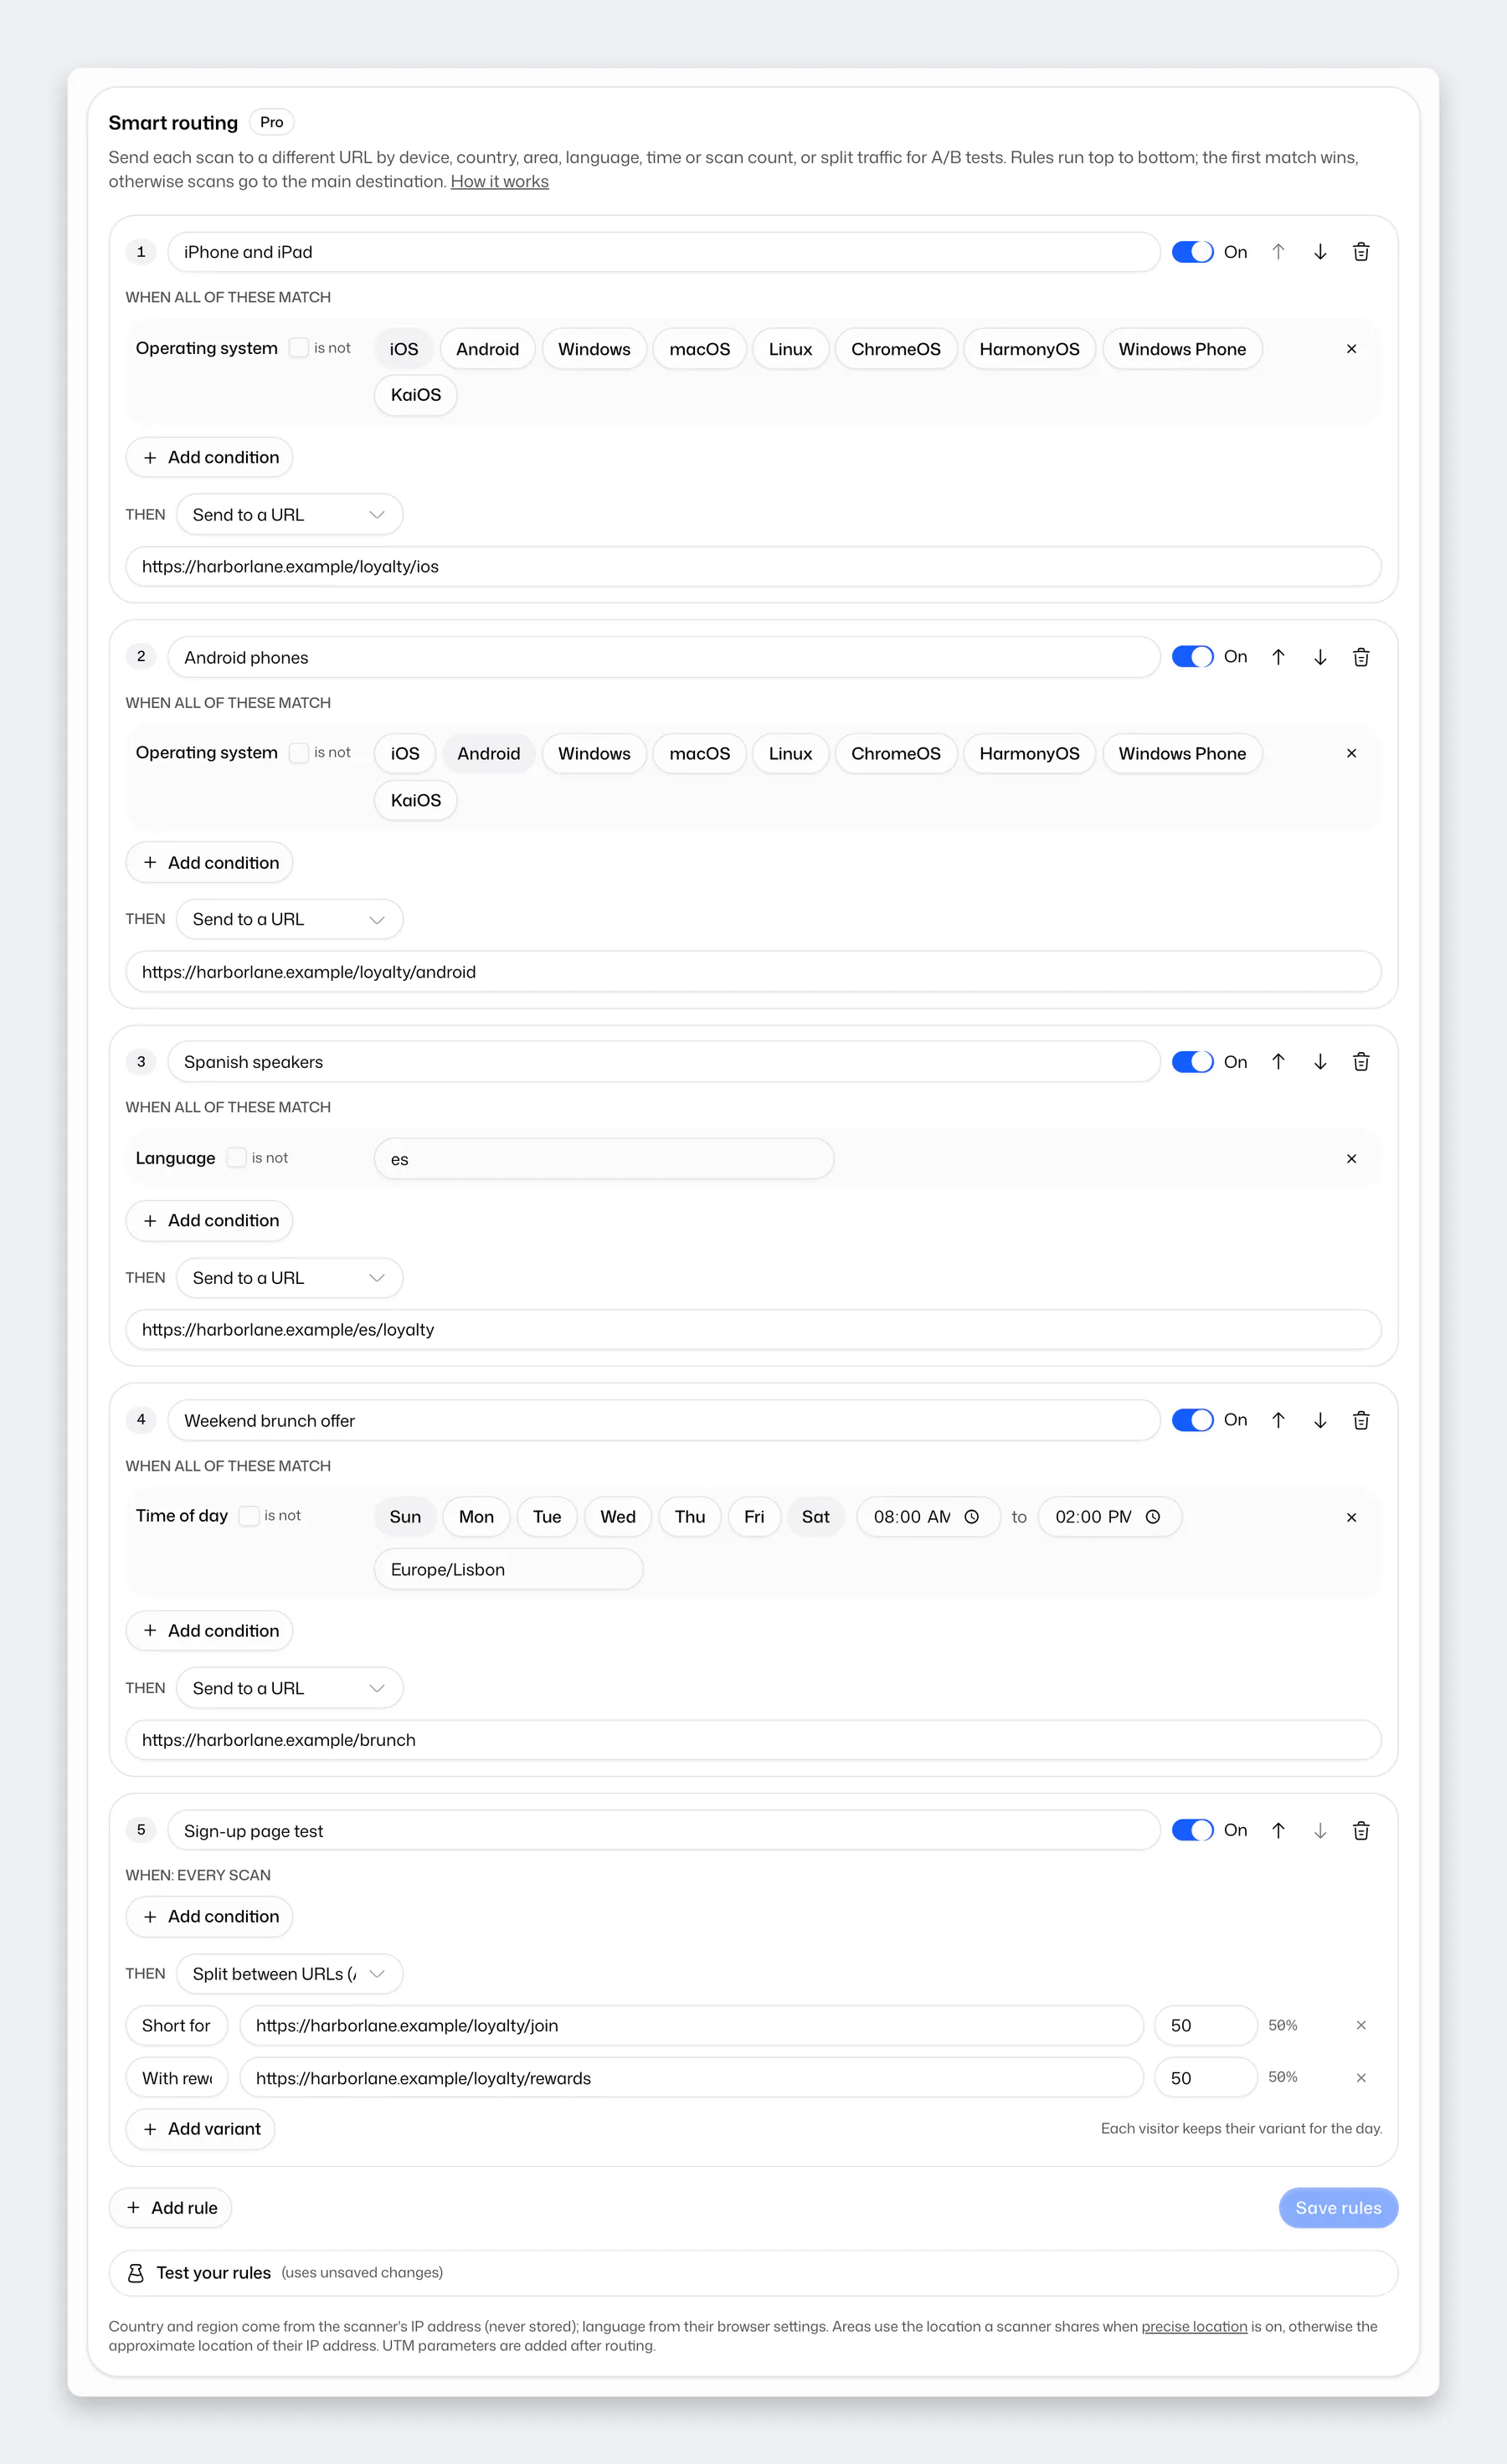 Smart routing Pro
Send each scan to a different URL by device, country, area, language, time or scan count, or split traffic for A/B tests. Rules run top to bottom; the first match wins,
otherwise scans go to the main destination. How it works
1 iPhone and iPad On
WHEN ALL OF THESE MATCH
Operating system is not iOS Android Windows macOS Linux ChromeOS HarmonyOS Windows Phone
KaiOS
+ Add condition
THEN Send to a URL
https://harborlane.example/loyalty/ios
2 Android phones On
WHEN ALL OF THESE MATCH
Operating system is not iOS Android Windows macOS Linux ChromeOS HarmonyOS Windows Phone
KaiOS
+ Add condition
THEN Send to a URL
https://harborlane.example/loyalty/android
3 Spanish speakers On
WHEN ALL OF THESE MATCH
Language is not es
+ Add condition
THEN Send to a URL
https://harborlane.example/es/loyalty
4 Weekend brunch offer On
WHEN ALL OF THESE MATCH
Time of day is not Sun Mon Tue Wed Thu Fri Sat 08:00 AM to 02:00 PM
Europe/Lisbon
+ Add condition
THEN Send to a URL
https://harborlane.example/brunch
5 Sign-up page test On
WHEN: EVERY SCAN
+ Add condition
THEN Split between URLs (
Short for https://harborlane.example/loyalty/join 50 50%
With https://harborlane.example/loyalty/rewards 50 50%
+ Add variant Each visitor keeps their variant for the day.
+ Add rule Save rules
Test your rules (uses unsaved changes)
Country and region come from the scanner's IP address (never stored); language from their browser settings. Areas use the location a scanner shares when precise location is on, otherwise the
approximate location of their IP address. UTM parameters are added after routing.